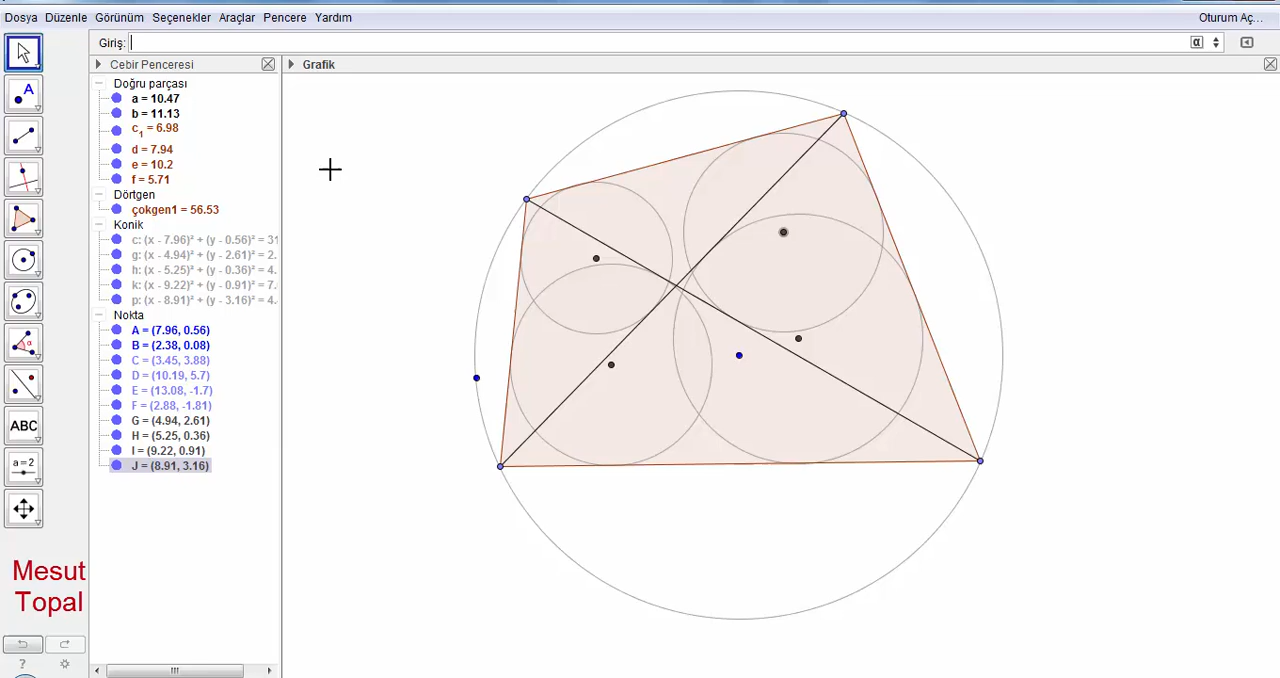 Dosya Düzenle Görünüm Seçenekler Araçlar Pencere Yardım Oturum Aç...
Giriş: α
Cebir Penceresi Grafik
Doğru parçası
a = 10.47
b = 11.13
c₁ = 6.98
d = 7.94
e = 10.2
f = 5.71
Dörtgen
çokgen1 = 56.53
Konik
c: (x - 7.96)² + (y - 0.56)² = 31
g: (x - 4.94)² + (y - 2.61)² = 2.
h: (x - 5.25)² + (y - 0.36)² = 4.
k: (x - 9.22)² + (y - 0.91)² = 7.
p: (x - 8.91)² + (y - 3.16)² = 4.
Nokta
A = (7.96, 0.56)
B = (2.38, 0.08)
C = (3.45, 3.88)
D = (10.19, 5.7)
E = (13.08, -1.7)
F = (2.88, -1.81)
G = (4.94, 2.61)
H = (5.25, 0.36)
I = (9.22, 0.91)
J = (8.91, 3.16)
A
α
ABC
a = 2
Mesut
Topal
?